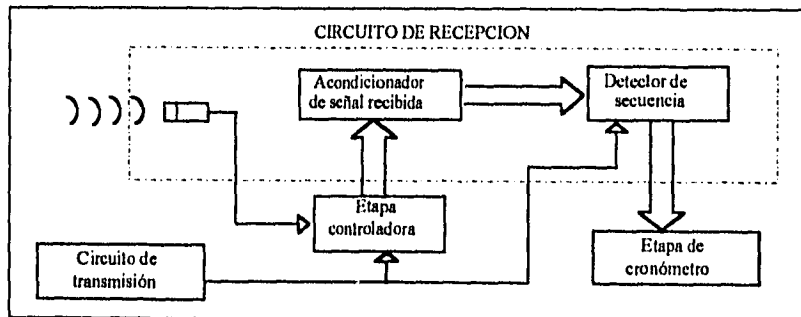 CIRCUITO DE RECEPCION
Acondicionador
de señal recibida
Detector de
secuencia
Etapa
controladora
Circuito de
transmisión
Etapa de
cronómetro